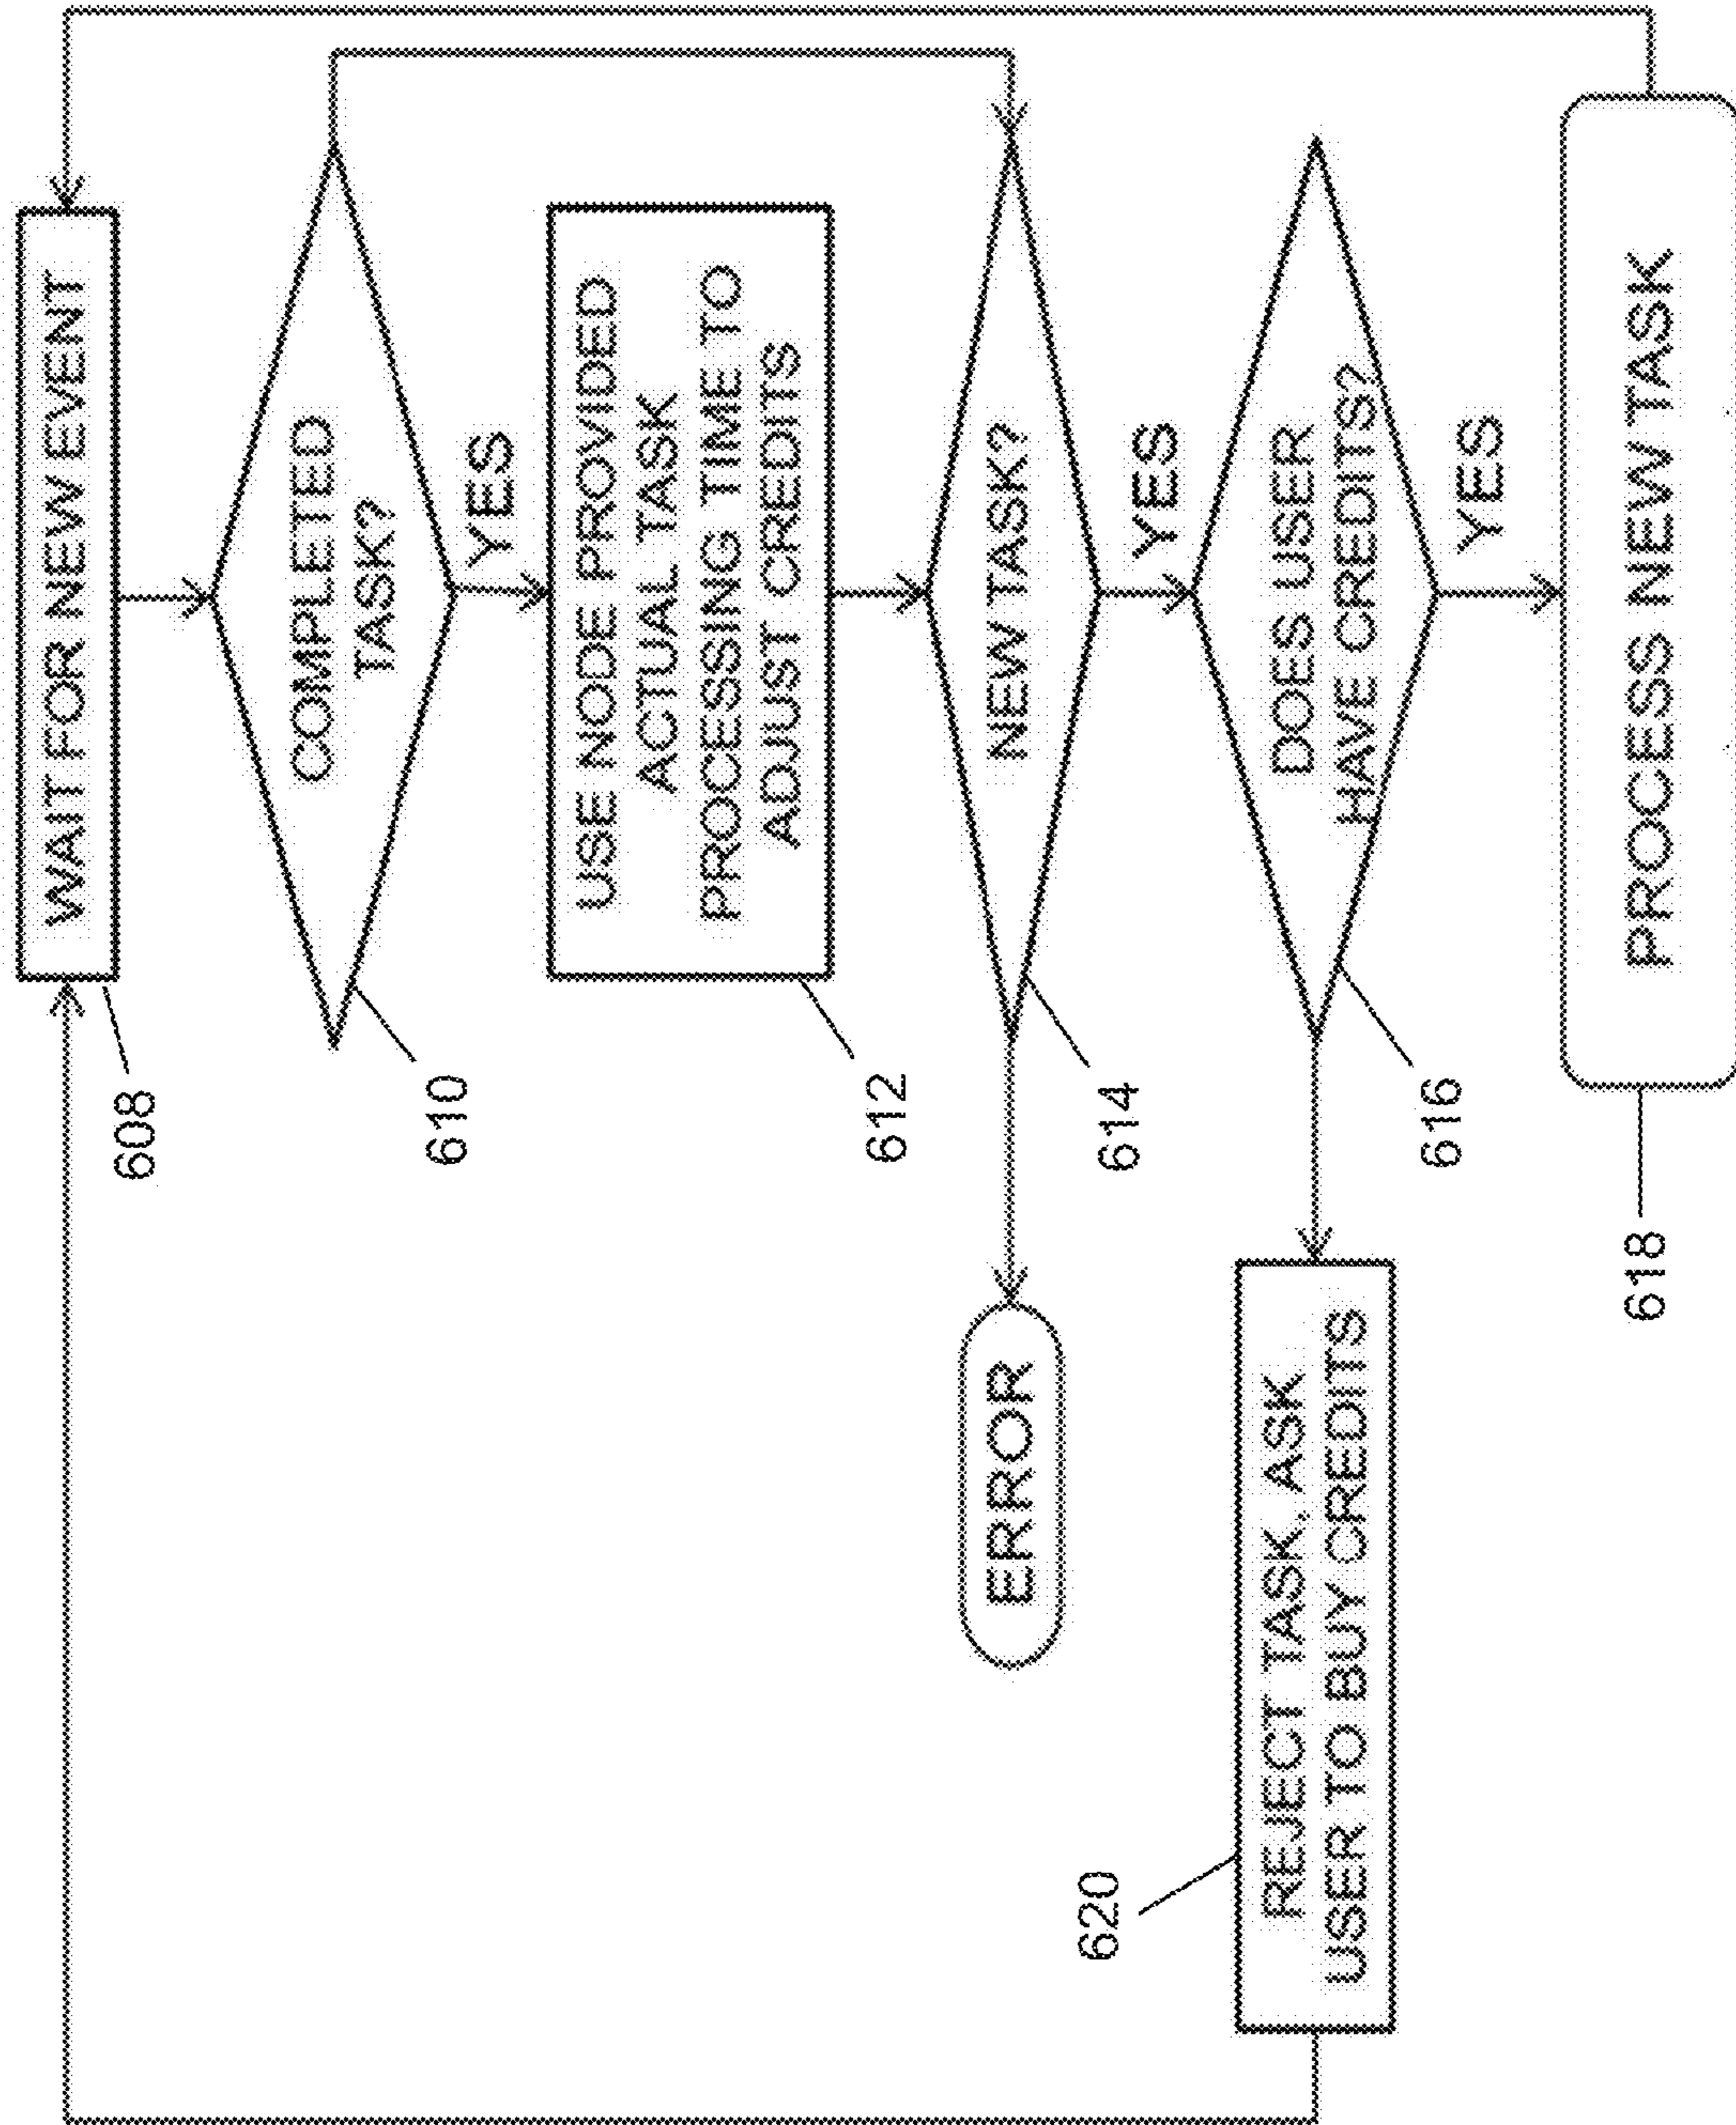 WAIT FOR NEW EVENT
608
COMPLETED
TASK?
610
YES
USE NODE PROVIDED
ACTUAL TASK
PROCESSING TIME TO
ADJUST CREDITS
612
NEW TASK?
614
ERROR
YES
DOES USER
HAVE CREDITS?
616
REJECT TASK, ASK
USER TO BUY CREDITS
620
YES
PROCESS NEW TASK
618